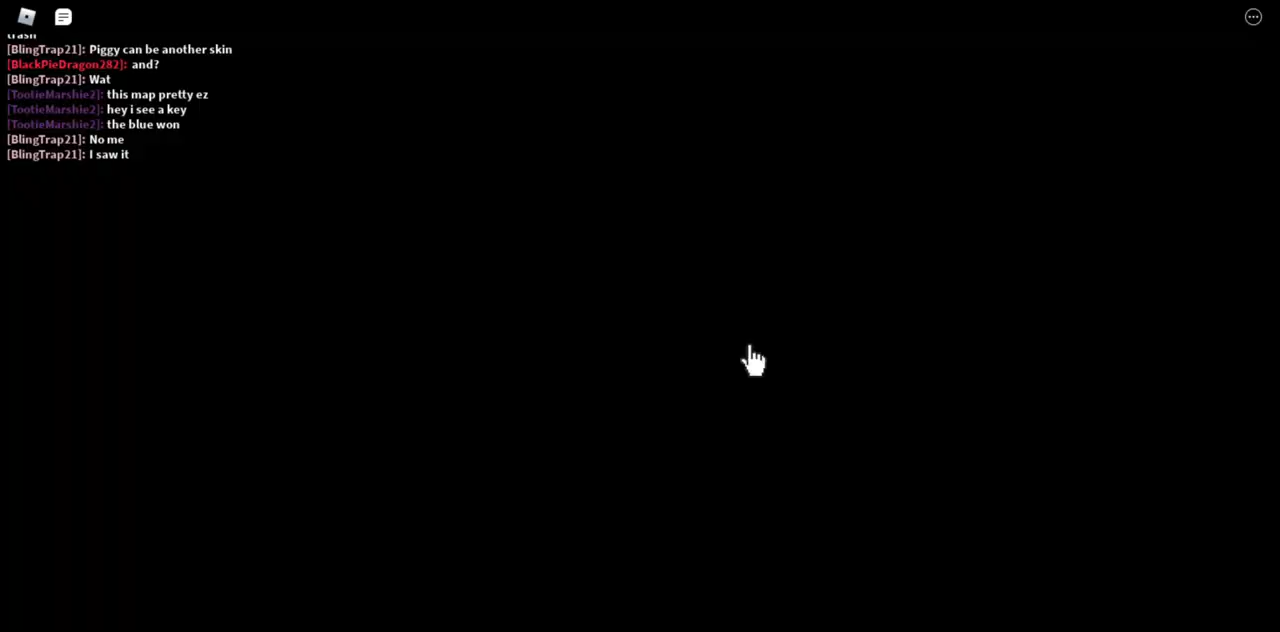 trash
[BlingTrap21]: Piggy can be another skin
[BlackPieDragon282]: and?
[BlingTrap21]: Wat
[TootieMarshie2]: this map pretty ez
[TootieMarshie2]: hey i see a key
[TootieMarshie2]: the blue won
[BlingTrap21]: No me
[BlingTrap21]: I saw it